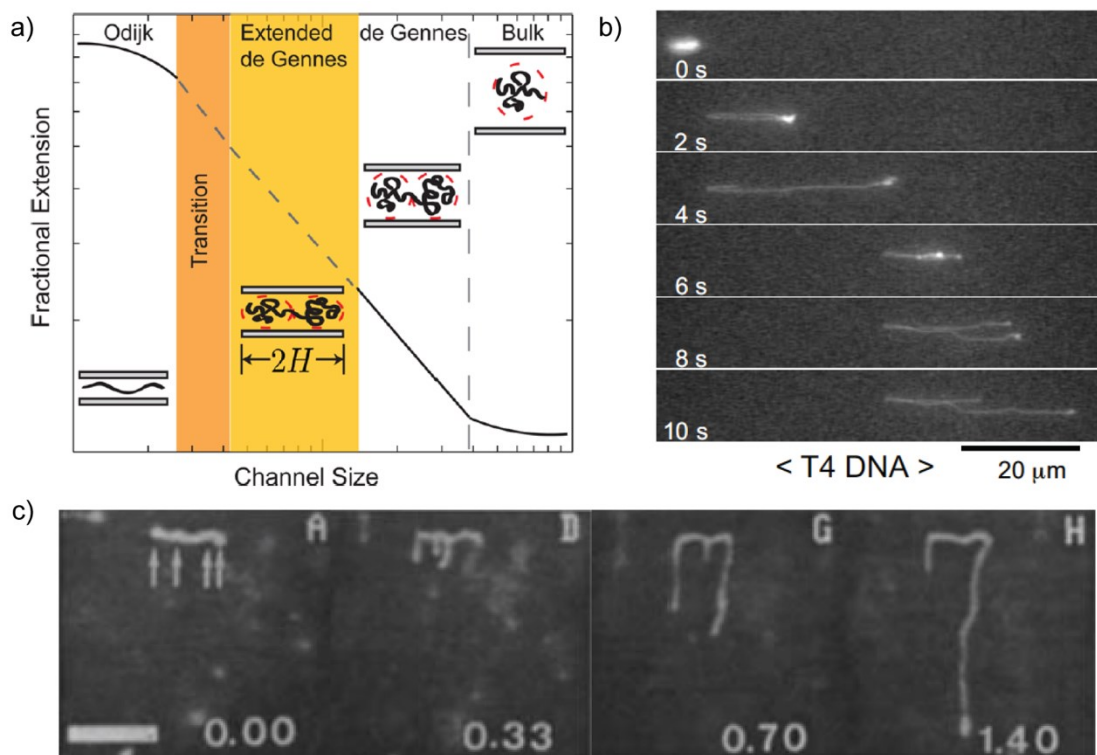 a)
Odijk
Extended
de Gennes
de Gennes
Bulk
Transition
2H
Fractional Extension
Channel Size
b)
0 s
2 s
4 s
6 s
8 s
10 s
< T4 DNA >
20 μm
c)
A
D
G
H
0.00
0.33
0.70
1.40